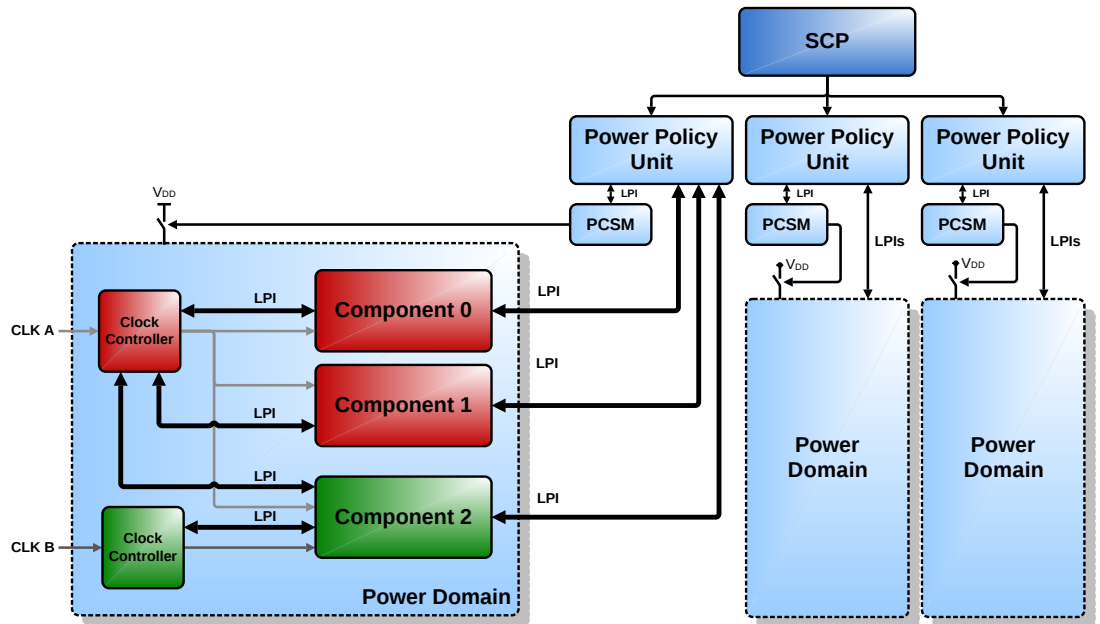 SCP
Power Policy
Unit
Power Policy
Unit
Power Policy
Unit
LPI
LPI
LPI
VDD
PCSM
PCSM
PCSM
LPIs
LPIs
VDD
VDD
LPI
Component 0
LPI
Clock
Controller
CLK A
LPI
Component 1
LPI
Power
Domain
Power
Domain
LPI
Component 2
LPI
LPI
Clock
Controller
CLK B
Power Domain